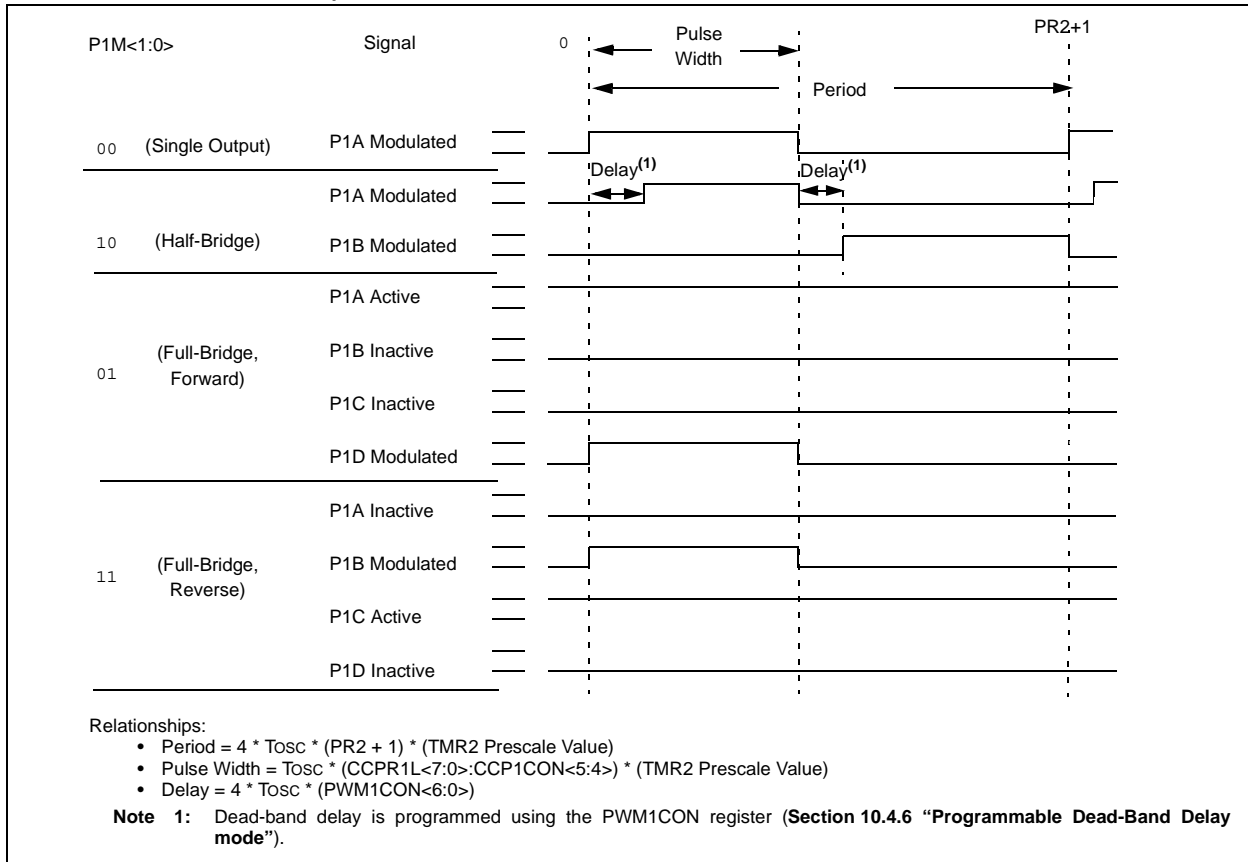 P1M<1:0> Signal 0 Pulse Width PR2+1
Period
00 (Single Output) P1A Modulated
Delay(1) Delay(1)
P1A Modulated
10 (Half-Bridge) P1B Modulated
P1A Active
(Full-Bridge, Forward) P1B Inactive
01
P1C Inactive
P1D Modulated
P1A Inactive
11 (Full-Bridge, Reverse) P1B Modulated
P1C Active
P1D Inactive
Relationships:
• Period = 4 * TOSC * (PR2 + 1) * (TMR2 Prescale Value)
• Pulse Width = TOSC * (CCPR1L<7:0>:CCP1CON<5:4>) * (TMR2 Prescale Value)
• Delay = 4 * TOSC * (PWM1CON<6:0>)
Note 1: Dead-band delay is programmed using the PWM1CON register (Section 10.4.6 “Programmable Dead-Band Delay
mode”).